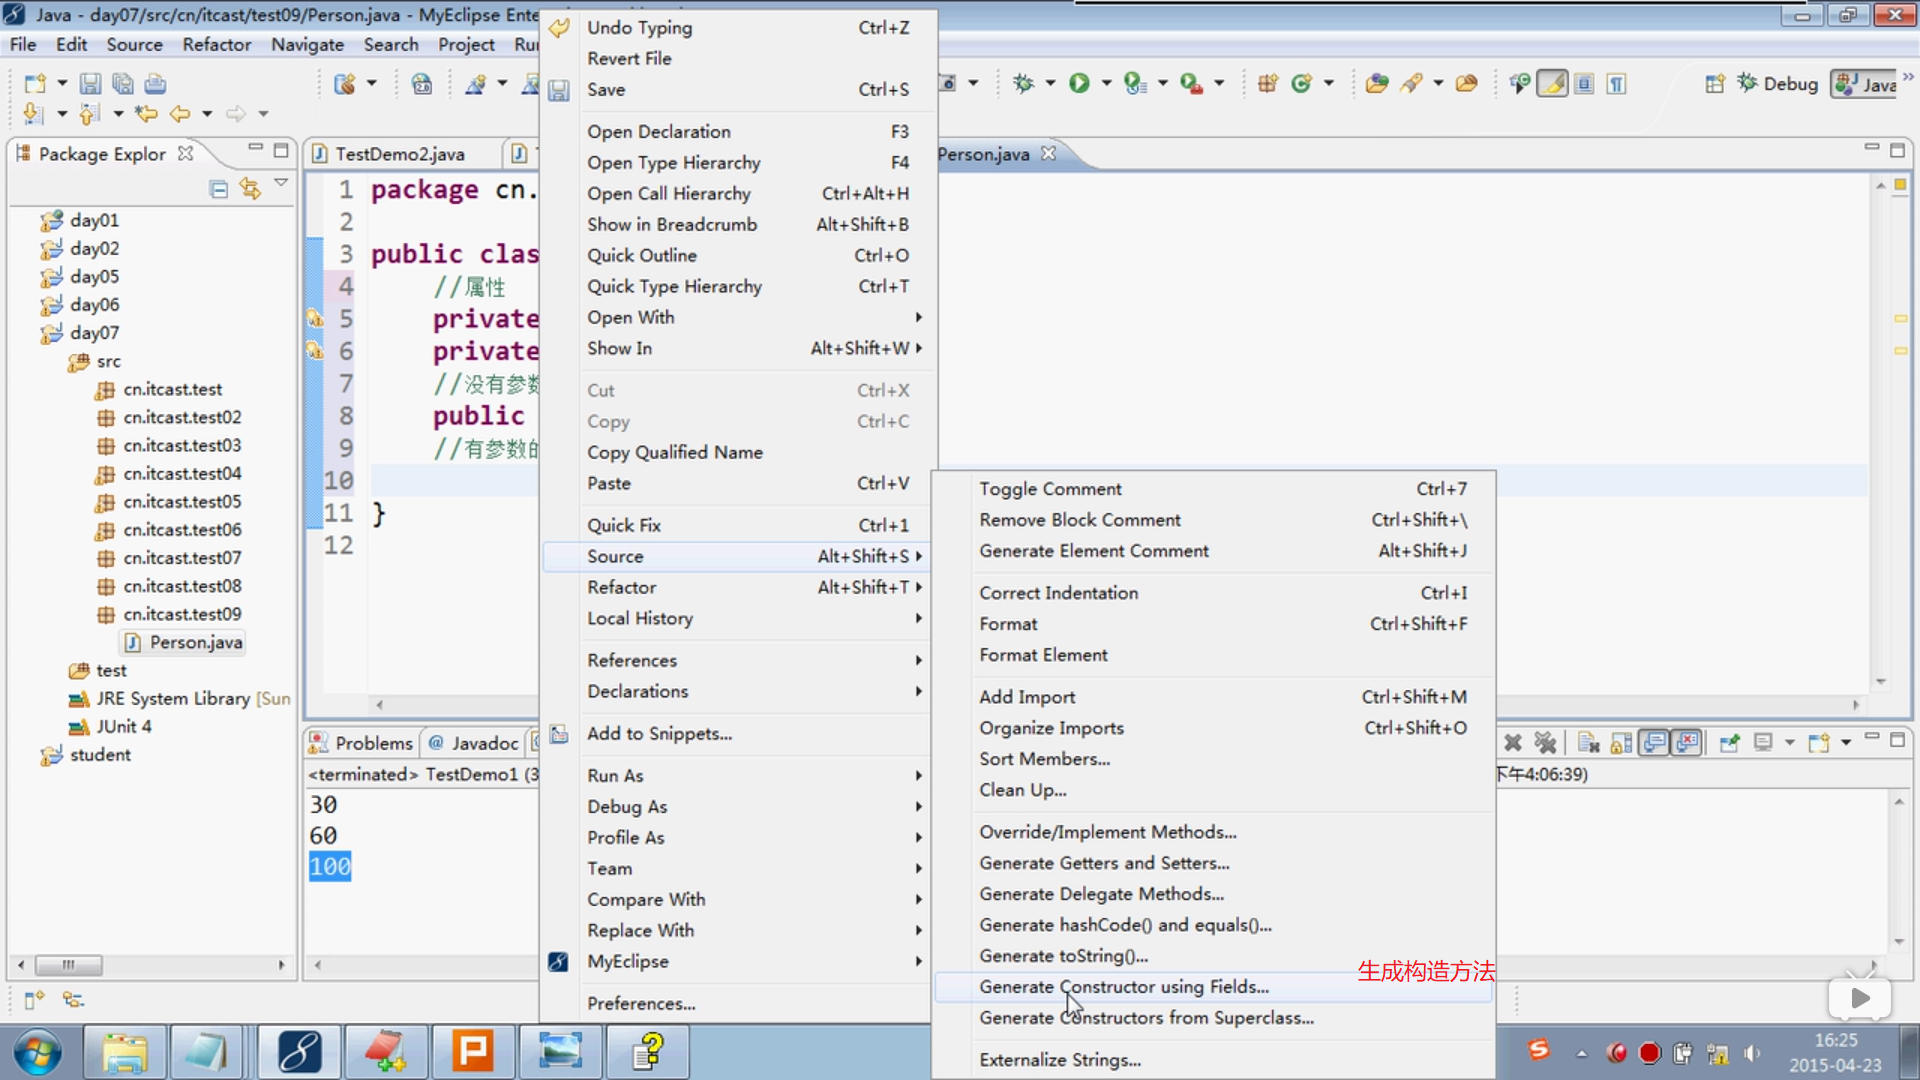 Java - day07/src/cn/itcast/test09/Person.java - MyEclipse Ente
File Edit Source Refactor Navigate Search Project Ru
Debug Java
Package Explor
day01
day02
day05
day06
day07
src
cn.itcast.test
cn.itcast.test02
cn.itcast.test03
cn.itcast.test04
cn.itcast.test05
cn.itcast.test06
cn.itcast.test07
cn.itcast.test08
cn.itcast.test09
Person.java
test
JRE System Library [Sun
JUnit 4
student
TestDemo2.java
Person.java
1 package cn.
2
3 public clas
4 //属性
5 private
6 private
7 //没有参数
8 public
9 //有参数的
10
11 }
12
Problems @ Javadoc
<terminated> TestDemo1 (3
下午4:06:39)
30
60
100
Undo Typing Ctrl+Z
Revert File
Save Ctrl+S
Open Declaration F3
Open Type Hierarchy F4
Open Call Hierarchy Ctrl+Alt+H
Show in Breadcrumb Alt+Shift+B
Quick Outline Ctrl+O
Quick Type Hierarchy Ctrl+T
Open With
Show In Alt+Shift+W
Cut Ctrl+X
Copy Ctrl+C
Copy Qualified Name
Paste Ctrl+V
Quick Fix Ctrl+1
Source Alt+Shift+S
Refactor Alt+Shift+T
Local History
References
Declarations
Add to Snippets...
Run As
Debug As
Profile As
Team
Compare With
Replace With
MyEclipse
Preferences...
Toggle Comment Ctrl+7
Remove Block Comment Ctrl+Shift+\
Generate Element Comment Alt+Shift+J
Correct Indentation Ctrl+I
Format Ctrl+Shift+F
Format Element
Add Import Ctrl+Shift+M
Organize Imports Ctrl+Shift+O
Sort Members...
Clean Up...
Override/Implement Methods...
Generate Getters and Setters...
Generate Delegate Methods...
Generate hashCode() and equals()...
Generate toString()...
生成构造方法
Generate Constructor using Fields...
Generate Constructors from Superclass...
Externalize Strings...
16:25
2015-04-23